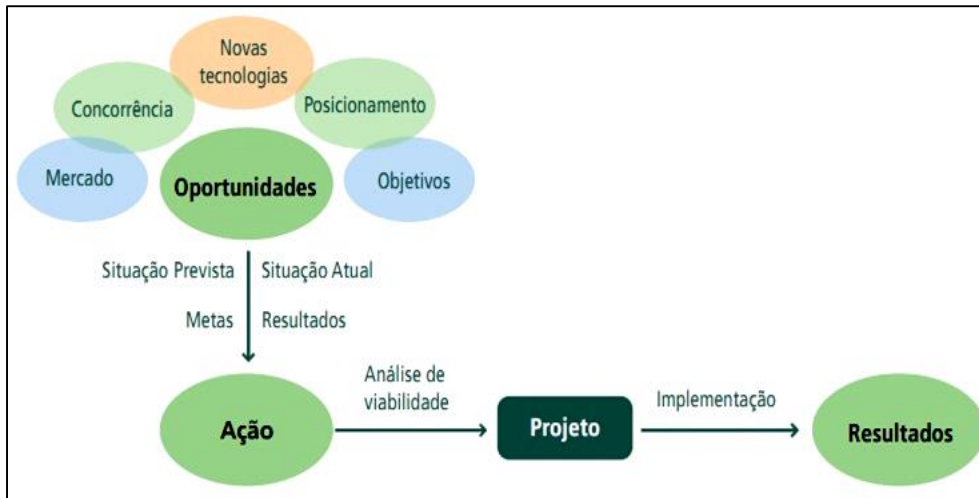 Novas
tecnologias
Concorrência
Posicionamento
Mercado
Oportunidades
Objetivos
Situação Prevista
Situação Atual
Metas
Resultados
Ação
Análise de
viabilidade
Projeto
Implementação
Resultados